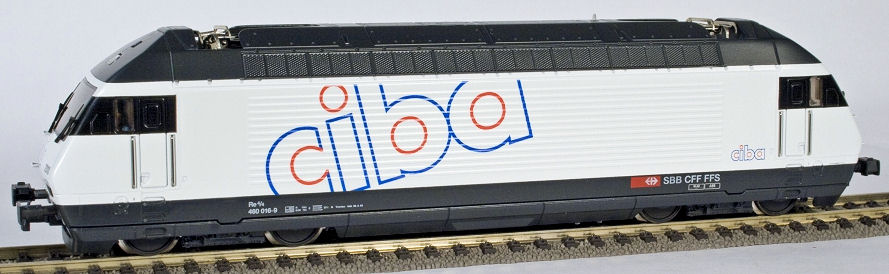 ciba
ciba
SBB CFF FFS
Re 4/4
460 016-9